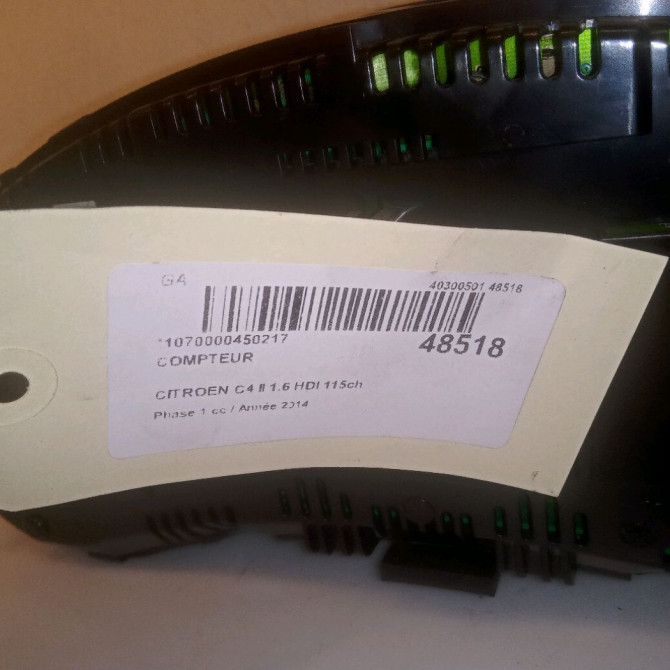 GA
40300501 48518
*1070000450217
48518
COMPTEUR
CITROEN C4 II 1.6 HDI 115ch
Phase 1 cc / Année 2014